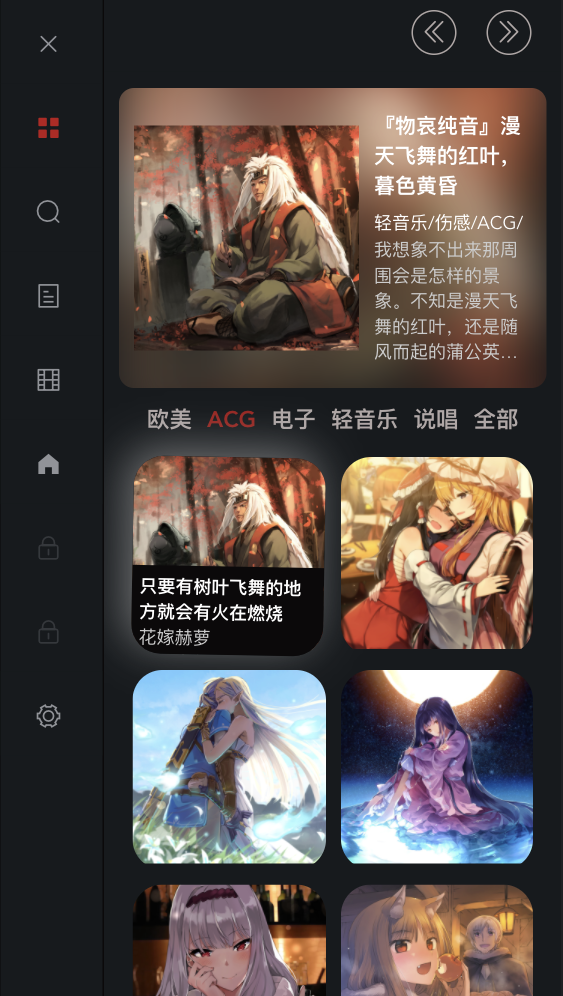 『物哀纯音』漫
天飞舞的红叶，
暮色黄昏
轻音乐/伤感/ACG/
我想象不出来那周
围会是怎样的景
象。不知是漫天飞
舞的红叶，还是随
风而起的蒲公英...
欧美 ACG 电子 轻音乐 说唱 全部
只要有树叶飞舞的地
方就会有火在燃烧
花嫁赫萝